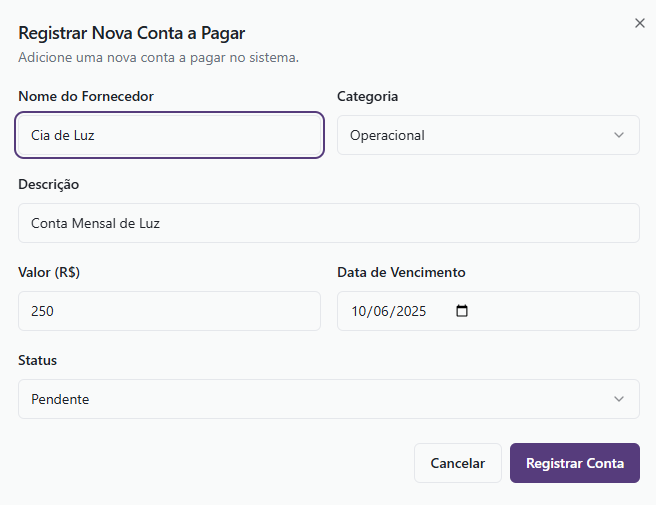 Registrar Nova Conta a Pagar
Adicione uma nova conta a pagar no sistema.
Nome do Fornecedor
Categoria
Cia de Luz
Operacional
Descrição
Conta Mensal de Luz
Valor (R$)
Data de Vencimento
250
10/06/2025
Status
Pendente
Cancelar
Registrar Conta